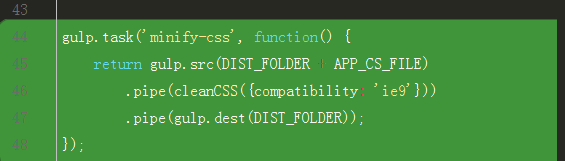 43
44 gulp.task('minify-css', function() {
45 return gulp.src(DIST_FOLDER + APP_CS_FILE)
46 .pipe(cleanCSS({compatibility: 'ie9'}))
47 .pipe(gulp.dest(DIST_FOLDER));
48 });